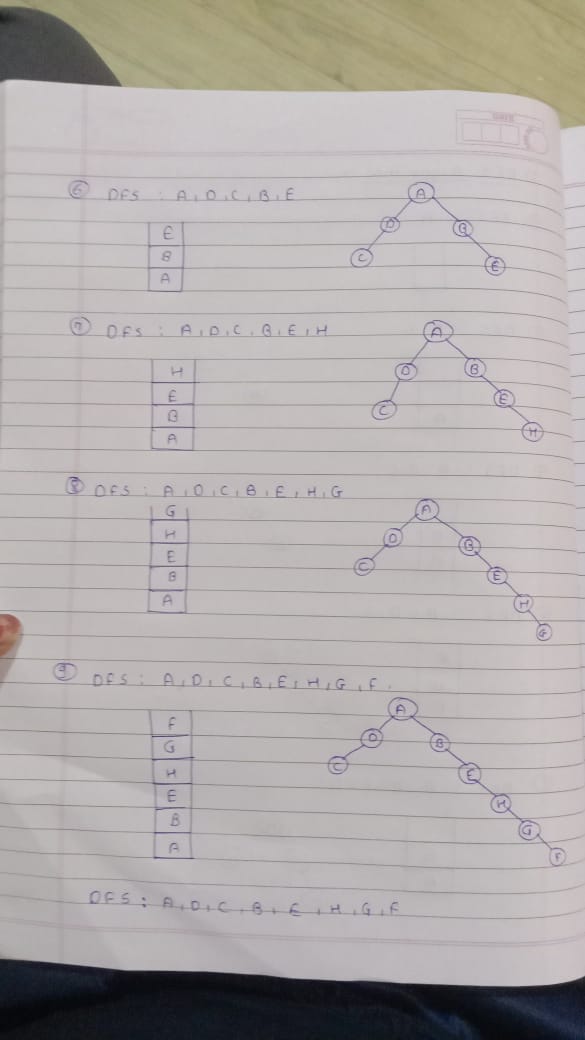 ⑥ DFS : A, D, C, B, E
E
B
A
A
D B
C E
⑦ DFS : A, D, C, B, E, H
H
E
B
A
A
D B
C E
H
⑧ DFS : A, D, C, B, E, H, G
G
H
E
B
A
A
D B
C E
H
G
⑨ DFS : A, D, C, B, E, H, G, F.
F
G
H
E
B
A
A
D B
C E
H
G
F
DFS : A, D, C, B, E, H, G, F